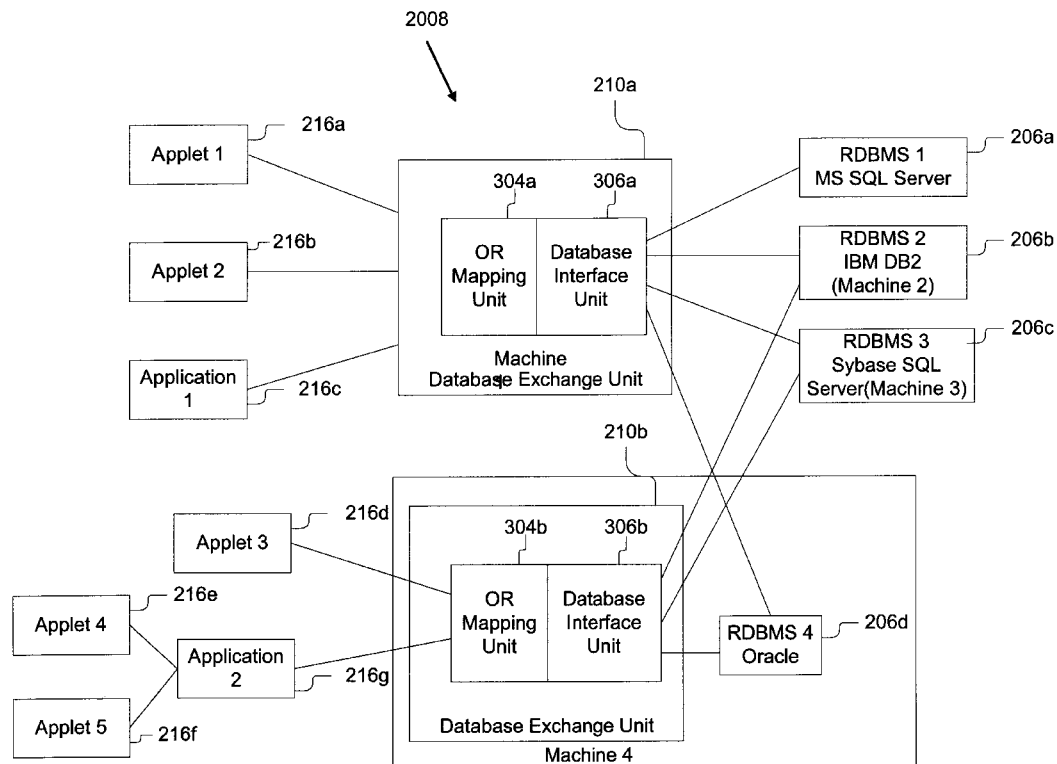 2008
210a
216a
Applet 1
304a
306a
206a
RDBMS 1
MS SQL Server
216b
Applet 2
OR
Mapping
Unit
Database
Interface
Unit
206b
RDBMS 2
IBM DB2
(Machine 2)
206c
RDBMS 3
Sybase SQL
Server(Machine 3)
Application
1
216c
Machine
1
Database Exchange Unit
210b
216d
Applet 3
304b
306b
216e
Applet 4
OR
Mapping
Unit
Database
Interface
Unit
206d
RDBMS 4
Oracle
Application
2
216g
Applet 5
216f
Database Exchange Unit
Machine 4